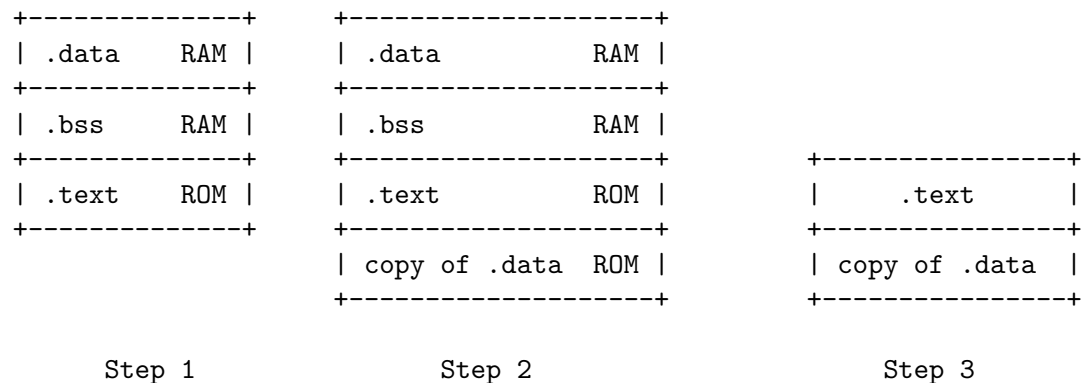 +--------------+     +--------------------+
| .data    RAM |     | .data          RAM |
+--------------+     +--------------------+
| .bss     RAM |     | .bss           RAM |
+--------------+     +--------------------+         +----------------+
| .text    ROM |     | .text          ROM |         |     .text      |
+--------------+     +--------------------+         +----------------+
                     | copy of .data  ROM |         | copy of .data  |
                     +--------------------+         +----------------+
Step 1                Step 2                      Step 3